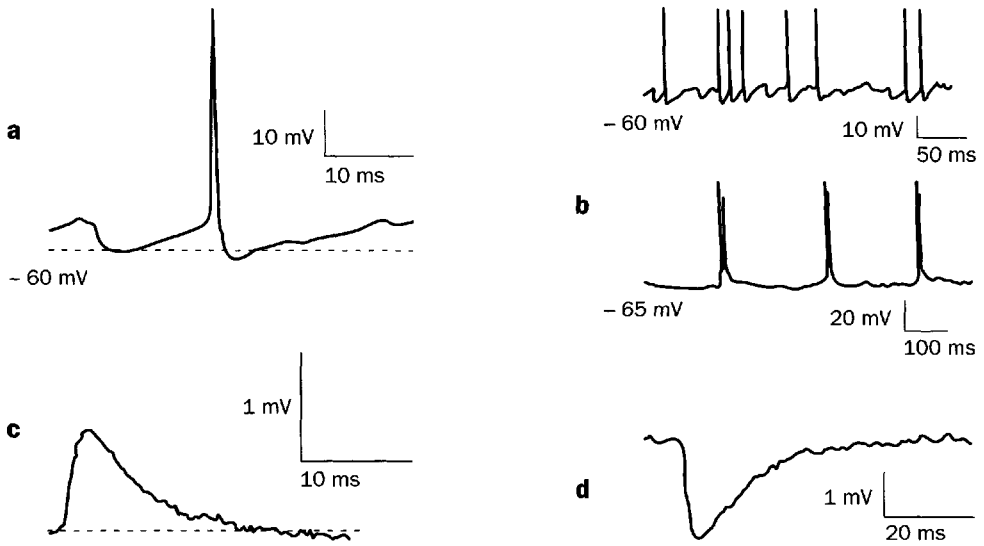 a
10 mV
10 ms
– 60 mV
b
– 60 mV
10 mV
50 ms
– 65 mV
20 mV
100 ms
c
1 mV
10 ms
d
1 mV
20 ms